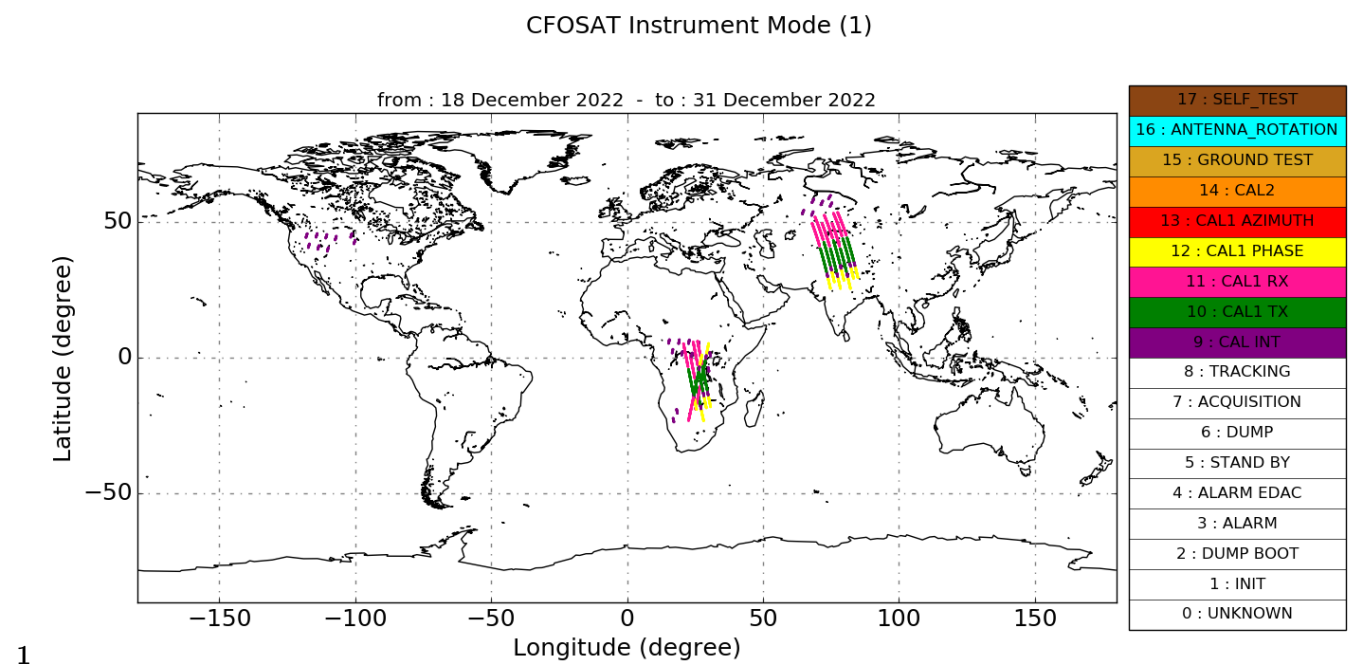 CFOSAT Instrument Mode (1)
from : 18 December 2022 - to : 31 December 2022
17 : SELF_TEST
16 : ANTENNA_ROTATION
15 : GROUND TEST
14 : CAL2
13 : CAL1 AZIMUTH
12 : CAL1 PHASE
11 : CAL1 RX
10 : CAL1 TX
9 : CAL INT
8 : TRACKING
7 : ACQUISITION
6 : DUMP
5 : STAND BY
4 : ALARM EDAC
3 : ALARM
2 : DUMP BOOT
1 : INIT
0 : UNKNOWN
Latitude (degree)
50
0
−50
−150 −100 −50 0 50 100 150
Longitude (degree)
1